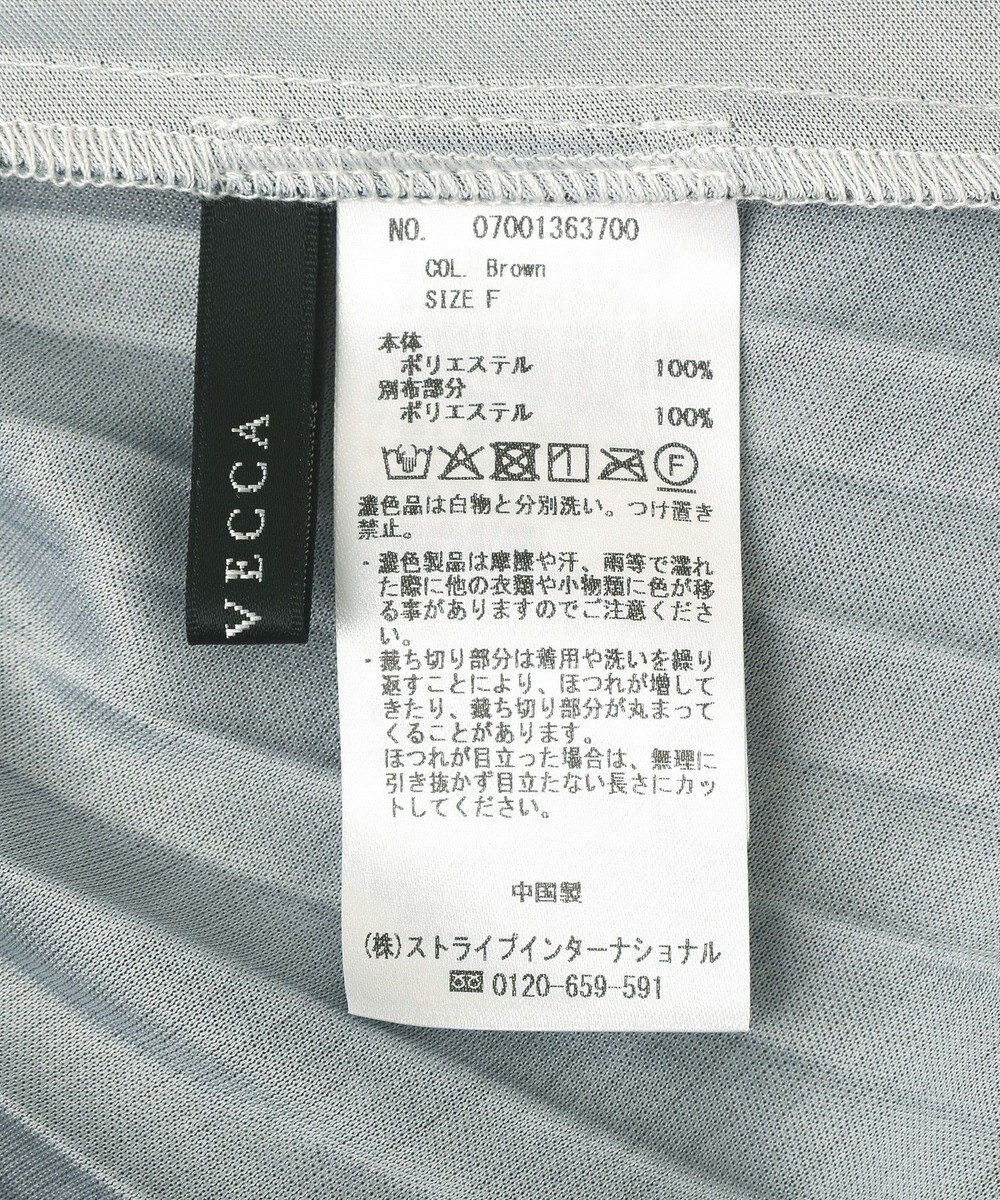 VECCA
NO. 07001363700
COL. Brown
SIZE F
本体
ポリエステル 100%
別布部分
ポリエステル 100%
F
濃色品は白物と分別洗い。つけ置き
禁止。
・濃色製品は摩擦や汗、雨等で濡れ
た際に他の衣類や小物類に色が移
る事がありますのでご注意くださ
い。
・裁ち切り部分は着用や洗いを繰り
返すことにより、ほつれが増して
きたり、裁ち切り部分が丸まって
くることがあります。
ほつれが目立った場合は、無理に
引き抜かず目立たない長さにカッ
トしてください。
中国製
(株)ストライプインターナショナル
0120-659-591